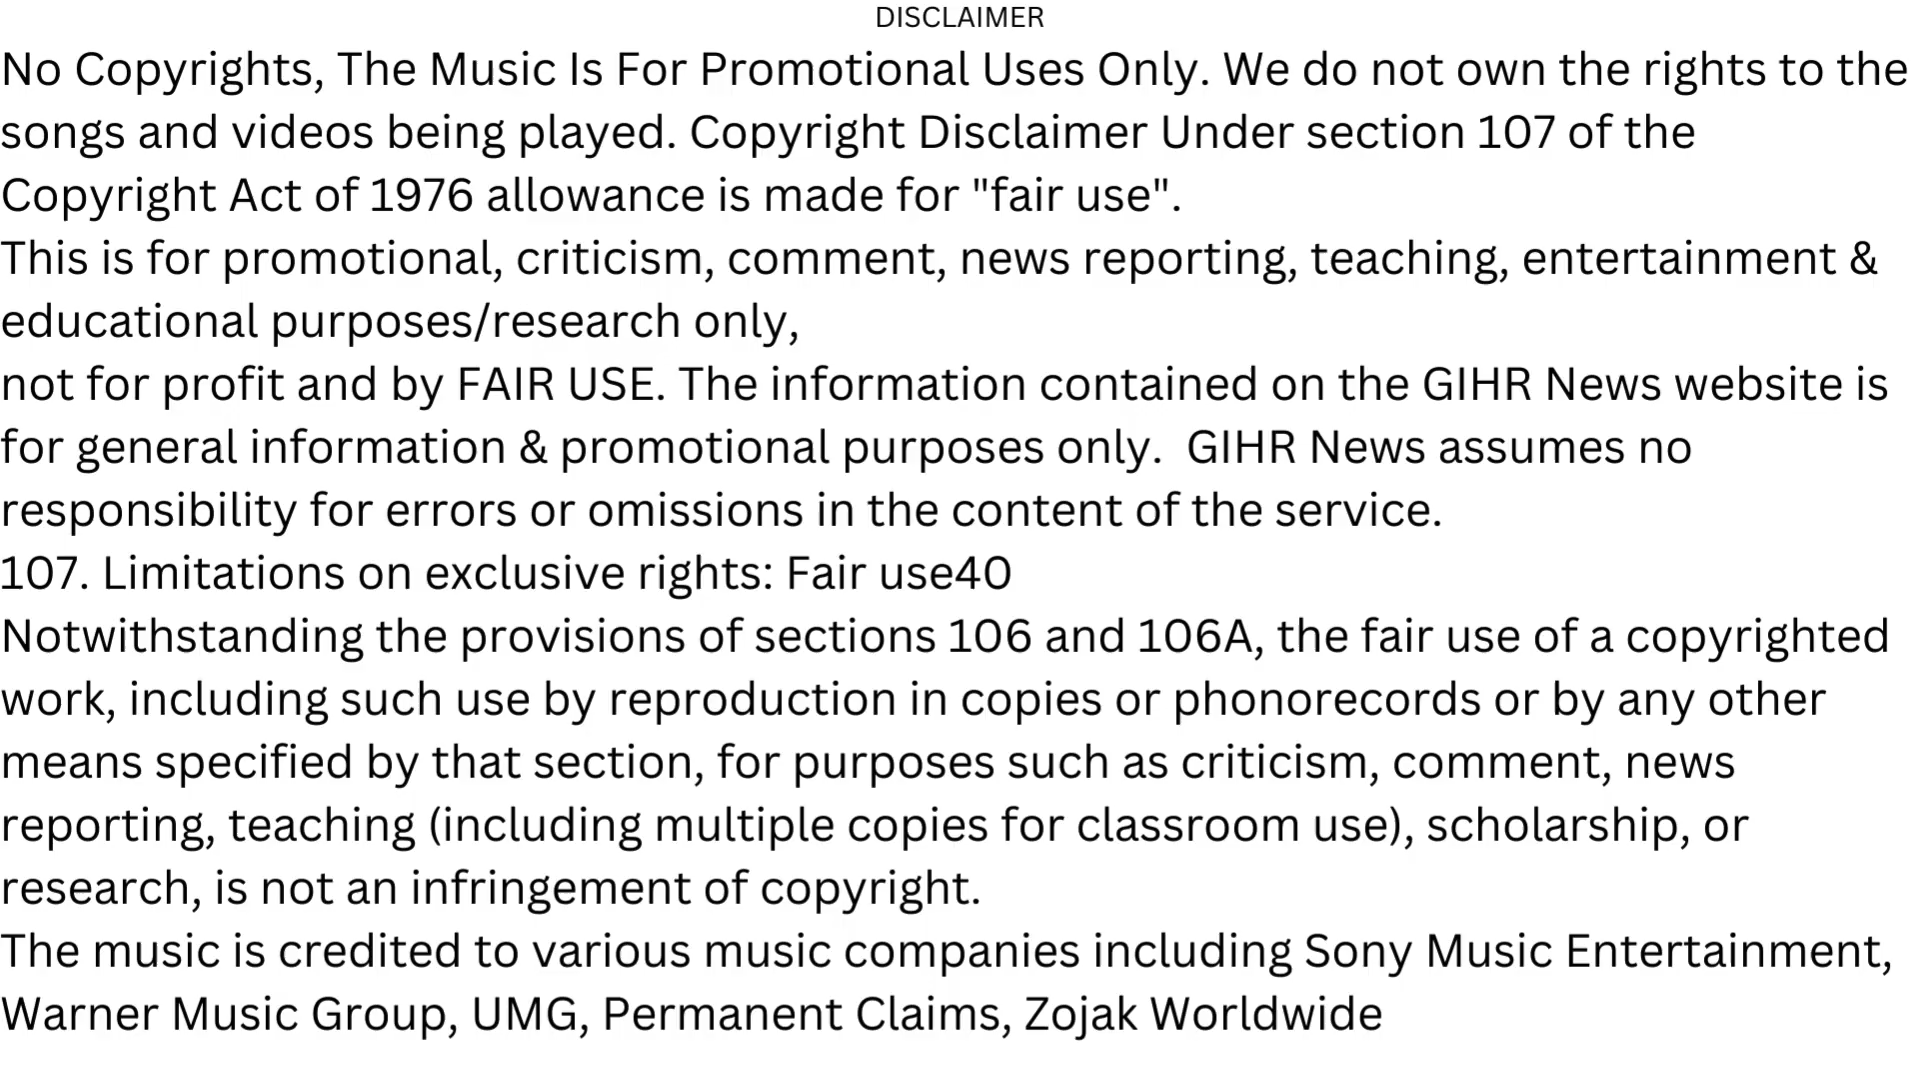 DISCLAIMER
No Copyrights, The Music Is For Promotional Uses Only. We do not own the rights to the
songs and videos being played. Copyright Disclaimer Under section 107 of the
Copyright Act of 1976 allowance is made for "fair use".
This is for promotional, criticism, comment, news reporting, teaching, entertainment &
educational purposes/research only,
not for profit and by FAIR USE. The information contained on the GIHR News website is
for general information & promotional purposes only.  GIHR News assumes no
responsibility for errors or omissions in the content of the service.
107. Limitations on exclusive rights: Fair use40
Notwithstanding the provisions of sections 106 and 106A, the fair use of a copyrighted
work, including such use by reproduction in copies or phonorecords or by any other
means specified by that section, for purposes such as criticism, comment, news
reporting, teaching (including multiple copies for classroom use), scholarship, or
research, is not an infringement of copyright.
The music is credited to various music companies including Sony Music Entertainment,
Warner Music Group, UMG, Permanent Claims, Zojak Worldwide